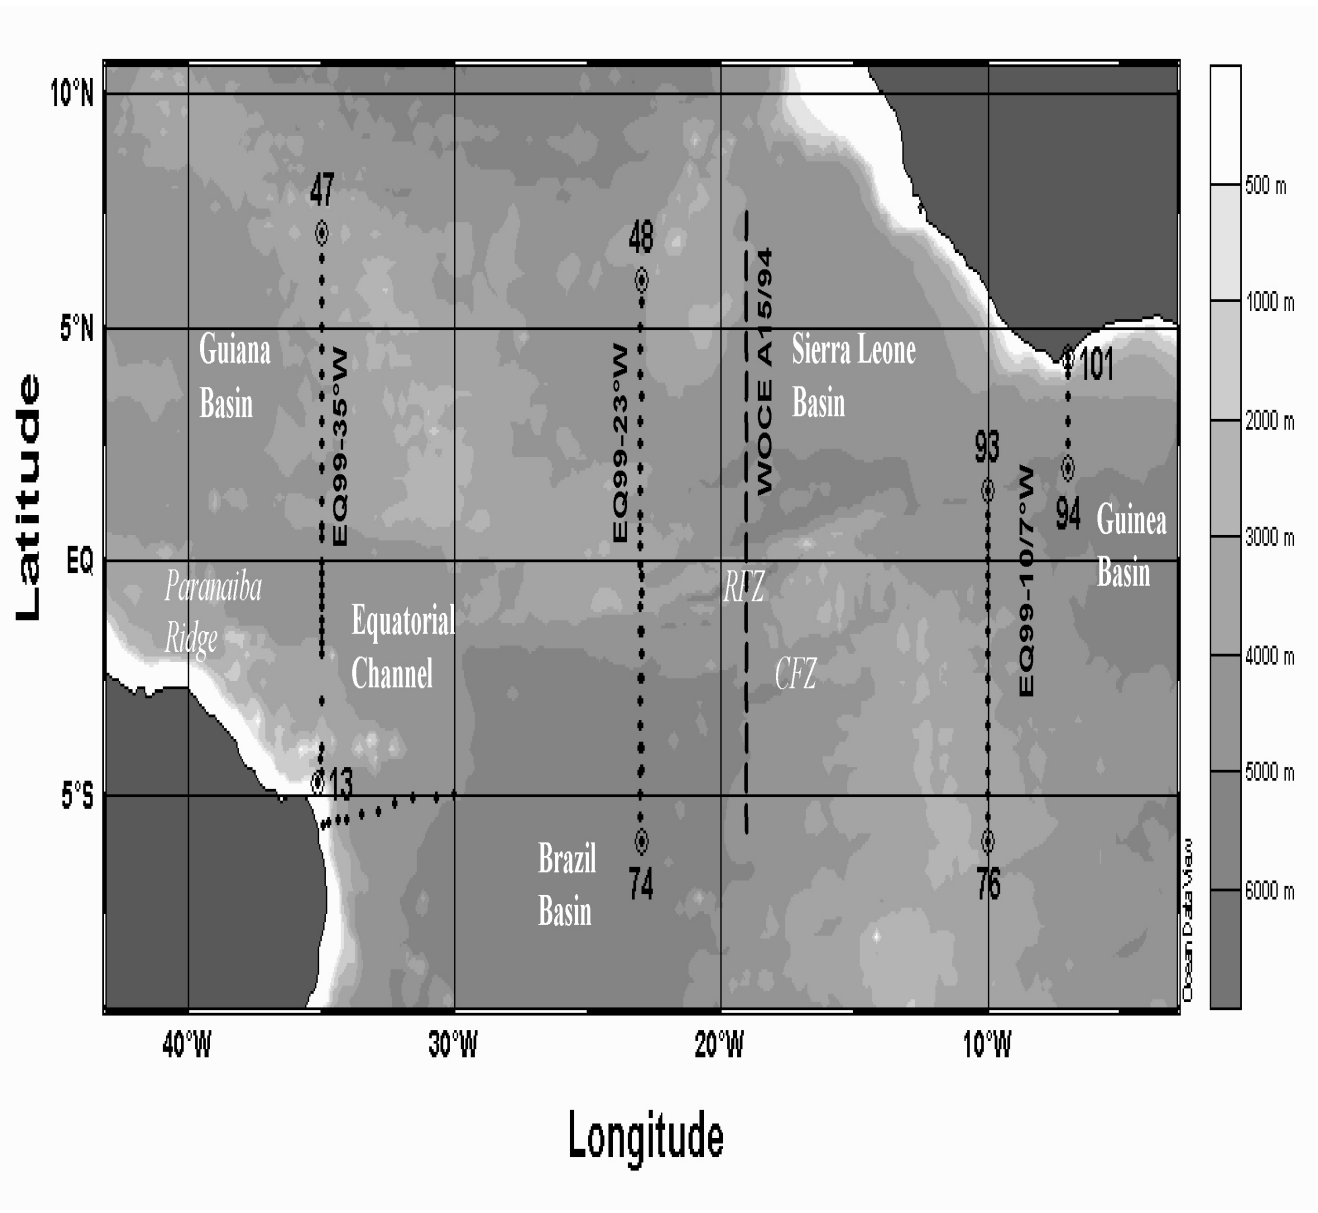 10°N
47
500 m
48
1000 m
5°N
Guiana
Basin
EQ99-35°W
EQ99-23°W
WOCE A15/94
Sierra Leone
Basin
101
2000 m
93
94
Guinea
Basin
3000 m
Latitude
EQ
Paranaiba
Ridge
Equatorial
Channel
RFZ
CFZ
EQ99-10/7°W
4000 m
13
5000 m
5°S
Brazil
Basin
74
76
6000 m
Ocean Data View
40°W
30°W
20°W
10°W
Longitude